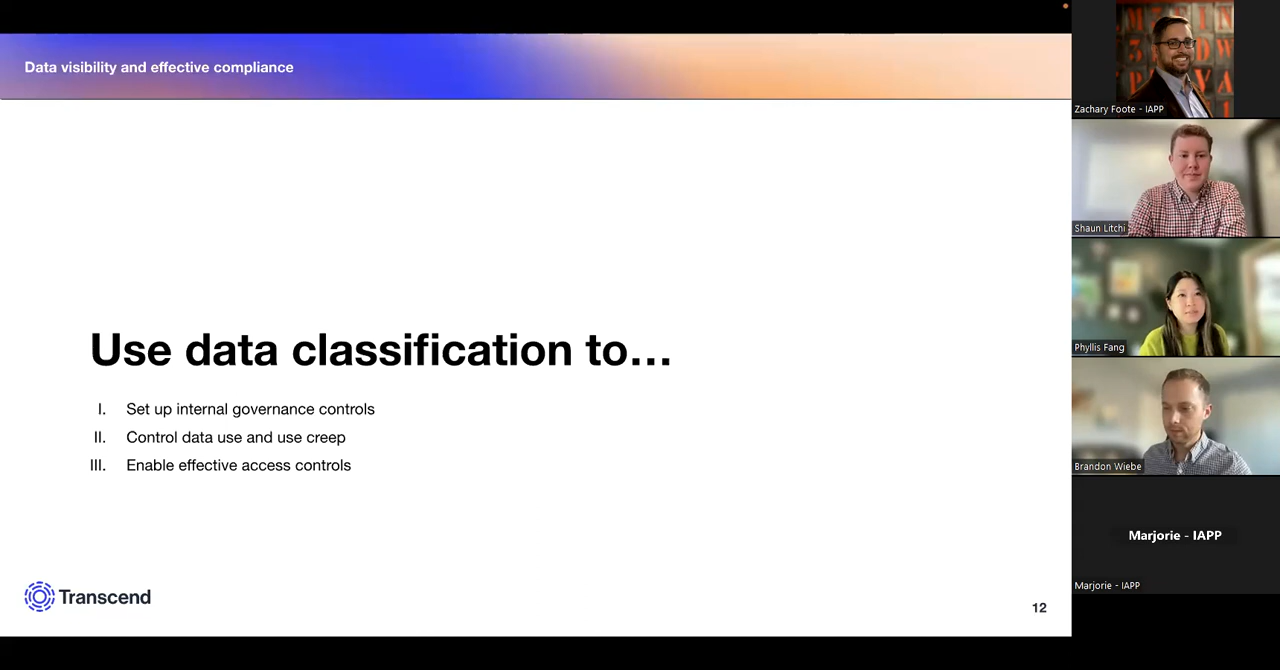 Data visibility and effective compliance
Use data classification to...
I. Set up internal governance controls
II. Control data use and use creep
III. Enable effective access controls
Transcend
12
Zachary Foote - IAPP
Shaun Litchi
Phyllis Fang
Brandon Wiebe
Marjorie - IAPP
Marjorie - IAPP